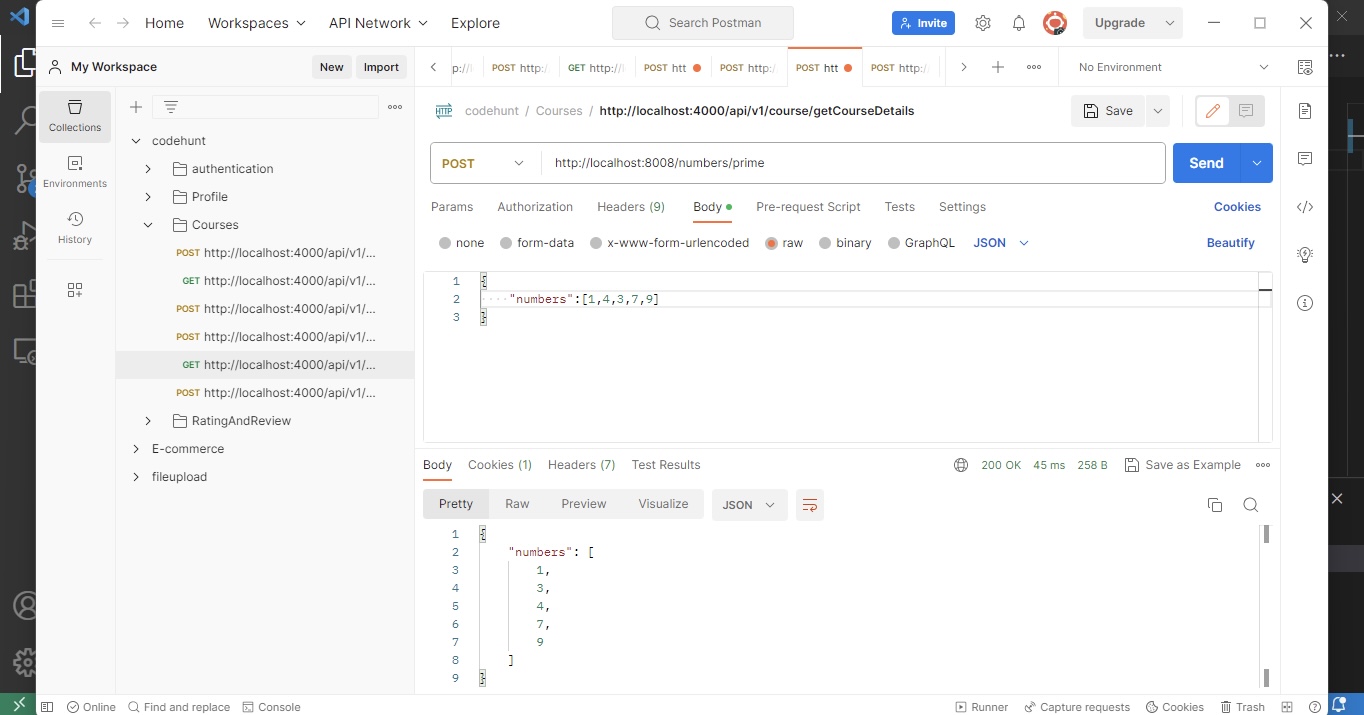 Home Workspaces API Network Explore Search Postman Invite Upgrade
My Workspace New Import
p:// POST http:/ GET http:// POST htt POST http:/ POST htt POST http:/ No Environment
Collections
Environments
History
codehunt
authentication
Profile
Courses
POST http://localhost:4000/api/v1/...
GET http://localhost:4000/api/v1/...
POST http://localhost:4000/api/v1/...
POST http://localhost:4000/api/v1/...
GET http://localhost:4000/api/v1/...
POST http://localhost:4000/api/v1/...
RatingAndReview
E-commerce
fileupload
HTTP codehunt / Courses / http://localhost:4000/api/v1/course/getCourseDetails Save
POST http://localhost:8008/numbers/prime Send
Params Authorization Headers (9) Body Pre-request Script Tests Settings Cookies
none form-data x-www-form-urlencoded raw binary GraphQL JSON Beautify
1 {
2 "numbers":[1,4,3,7,9]
3 }
Body Cookies (1) Headers (7) Test Results 200 OK 45 ms 258 B Save as Example
Pretty Raw Preview Visualize JSON
1 {
2 "numbers": [
3 1,
4 3,
5 4,
6 7,
7 9
8 ]
9 }
Online Find and replace Console Runner Capture requests Cookies Trash